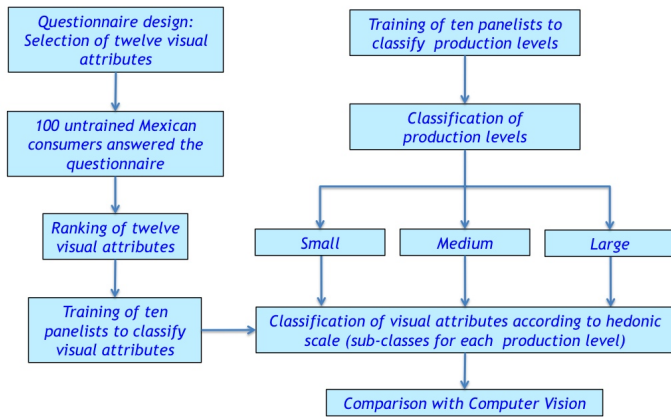 Questionnaire design:
Selection of twelve visual
attributes
100 untrained Mexican
consumers answered the
questionnaire
Ranking of twelve
visual attributes
Training of ten
panelists to classify
visual attributes
Training of ten panelists to
classify production levels
Classification of
production levels
Small
Medium
Large
Classification of visual attributes according to hedonic
scale (sub-classes for each production level)
Comparison with Computer Vision